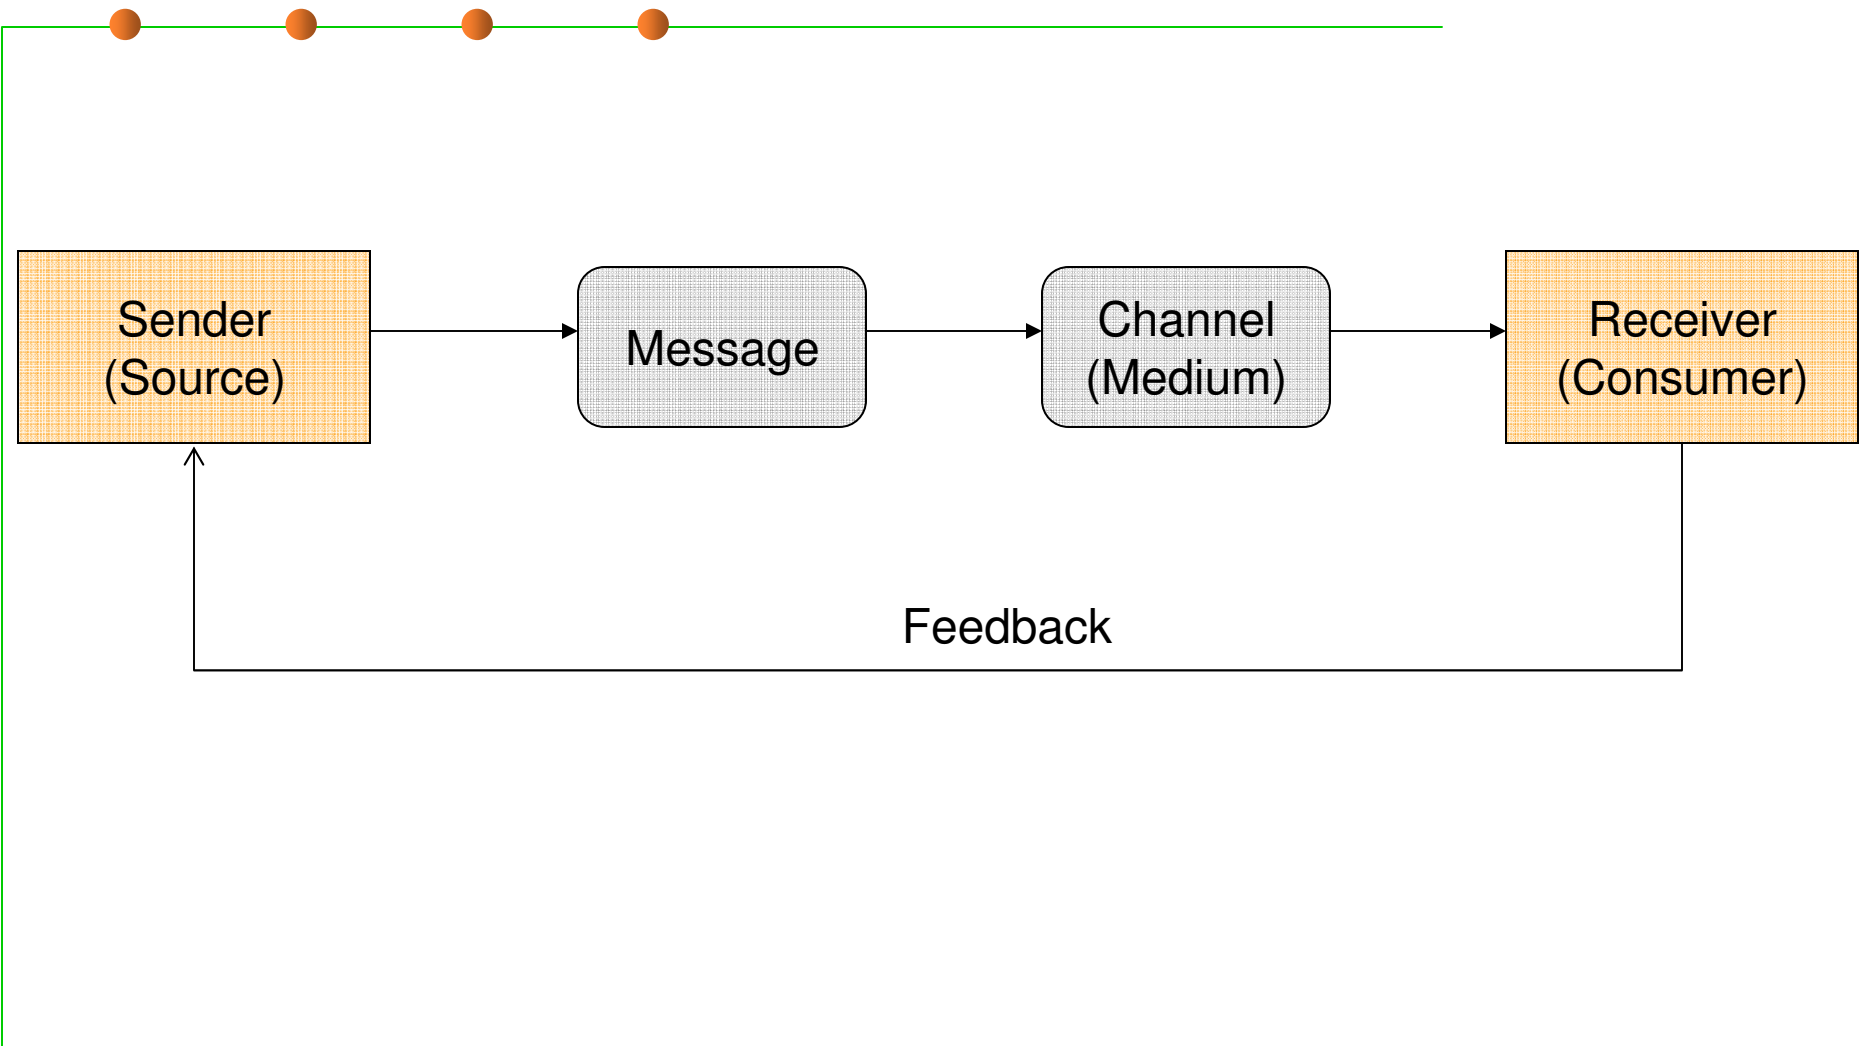 Sender
(Source)
Message
Channel
(Medium)
Receiver
(Consumer)
Feedback